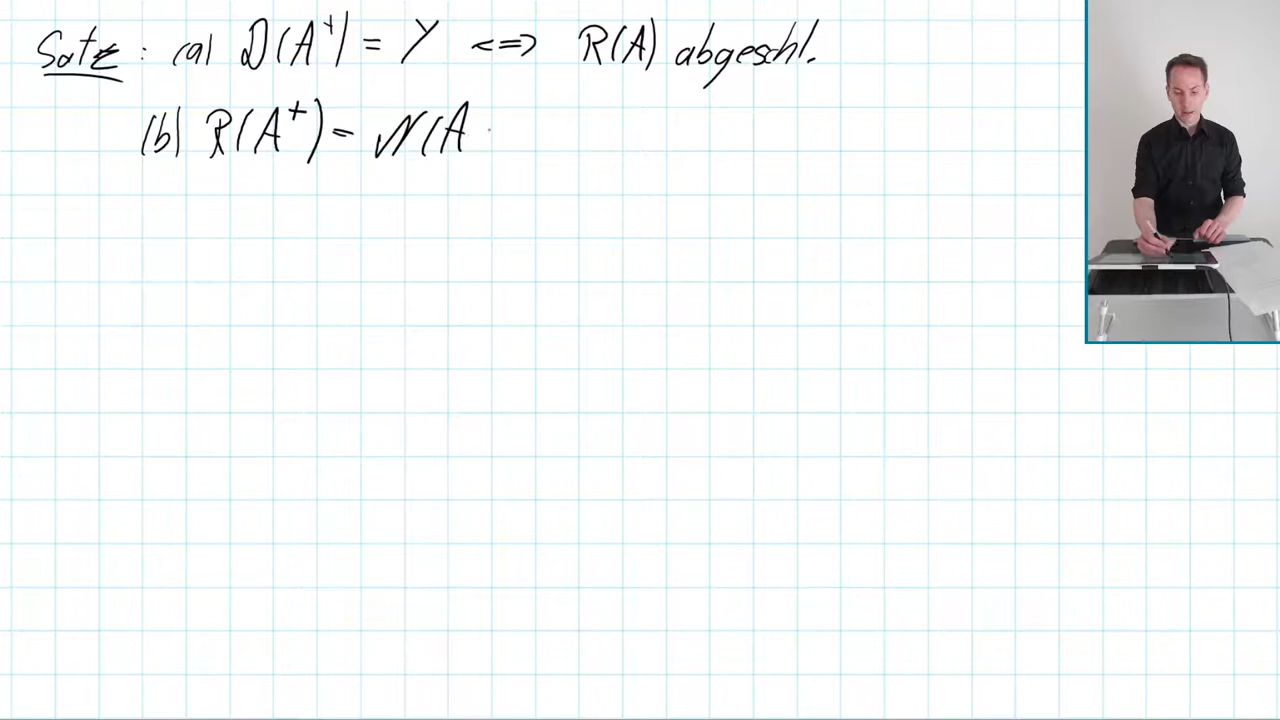 Satz: (a) D(A⁺) = Y ⟺ R(A) abgeschl.
(b) R(A⁺) = N(A